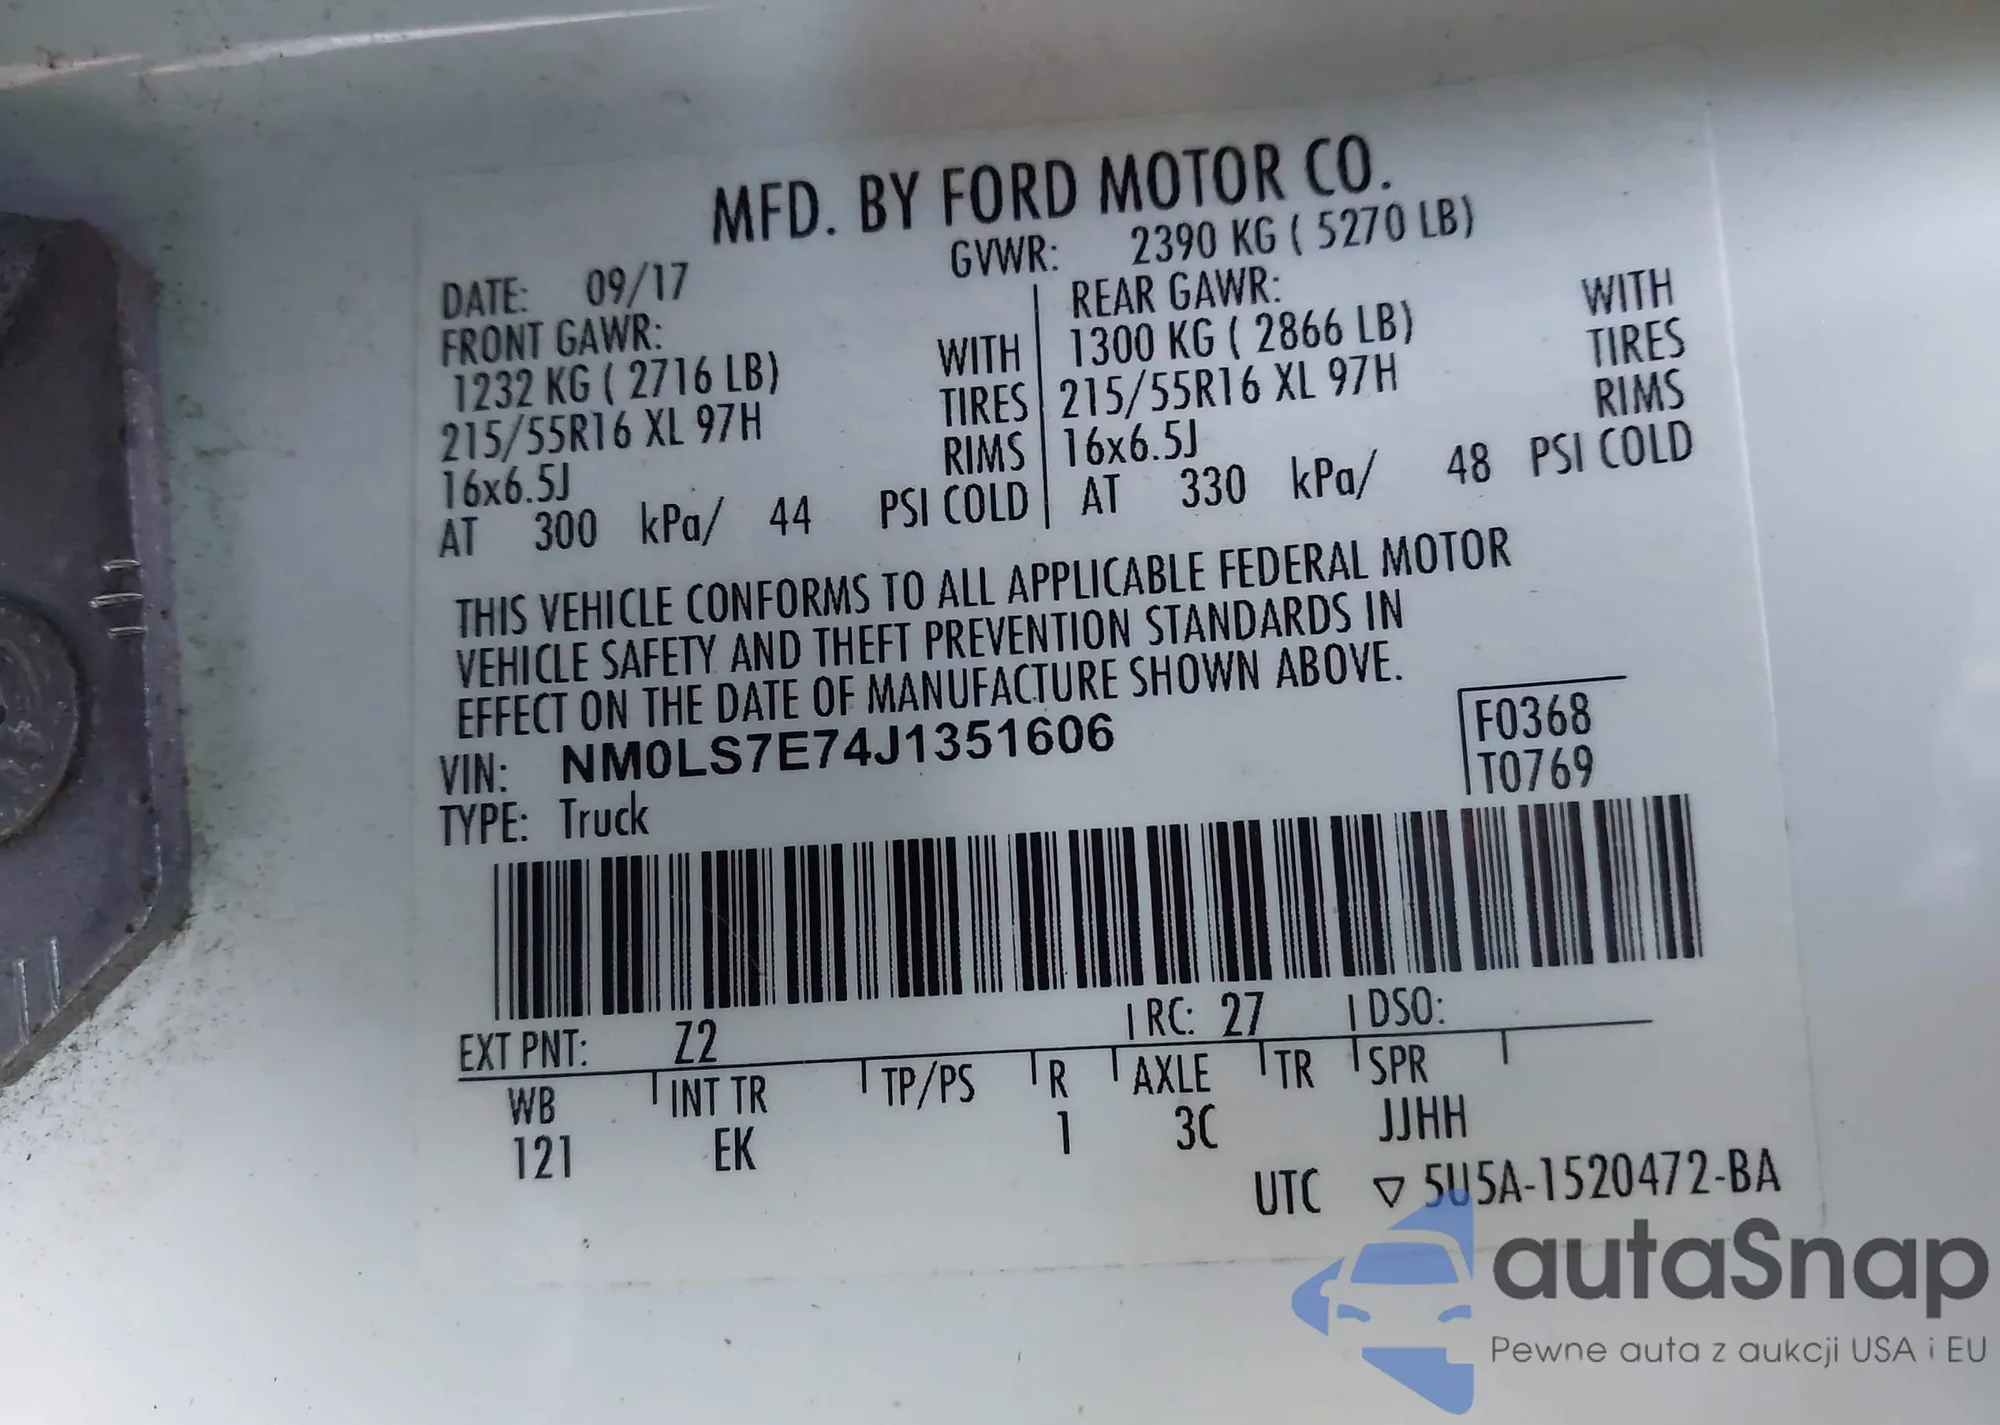 MFD. BY FORD MOTOR CO.
DATE: 09/17 GVWR: 2390 KG ( 5270 LB)
FRONT GAWR: REAR GAWR:
1232 KG ( 2716 LB) WITH 1300 KG ( 2866 LB) WITH
215/55R16 XL 97H TIRES 215/55R16 XL 97H TIRES
16x6.5J RIMS 16x6.5J RIMS
AT 300 kPa/ 44 PSI COLD AT 330 kPa/ 48 PSI COLD
THIS VEHICLE CONFORMS TO ALL APPLICABLE FEDERAL MOTOR
VEHICLE SAFETY AND THEFT PREVENTION STANDARDS IN
EFFECT ON THE DATE OF MANUFACTURE SHOWN ABOVE.
VIN: NM0LS7E74J1351606 F0368
TYPE: Truck T0769
EXT PNT: Z2 RC: 27 DSO:
WB INT TR TP/PS R AXLE TR SPR
121 EK 1 3C JJHH
UTC ▽ 5U5A-1520472-BA
autaSnap
Pewne auta z aukcji USA i EU